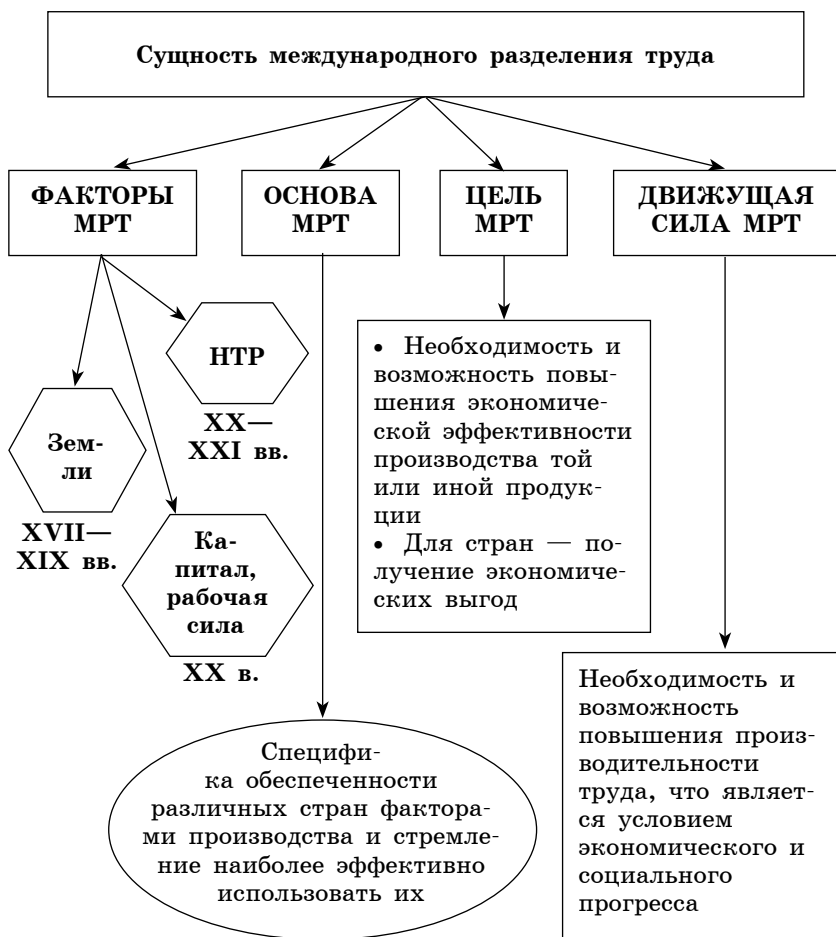 Сущность международного разделения труда
ФАКТОРЫ
МРТ
ОСНОВА
МРТ
ЦЕЛЬ
МРТ
ДВИЖУЩАЯ
СИЛА МРТ
НТР
XX—
XXI вв.
Зем-
ли
XVII—
XIX вв.
Ка-
питал,
рабочая
сила
XX в.
• Необходимость и
возможность повы-
шения экономиче-
ской эффективности
производства той
или иной продук-
ции
• Для стран — по-
лучение экономиче-
ских выгод
Специфи-
ка обеспеченности
различных стран фактора-
ми производства и стрем-
ление наиболее эффективно
использовать их
Необходимость и
возможность
повышения произ-
водительности
труда, что являет-
ся условием
экономического и
социального
прогресса